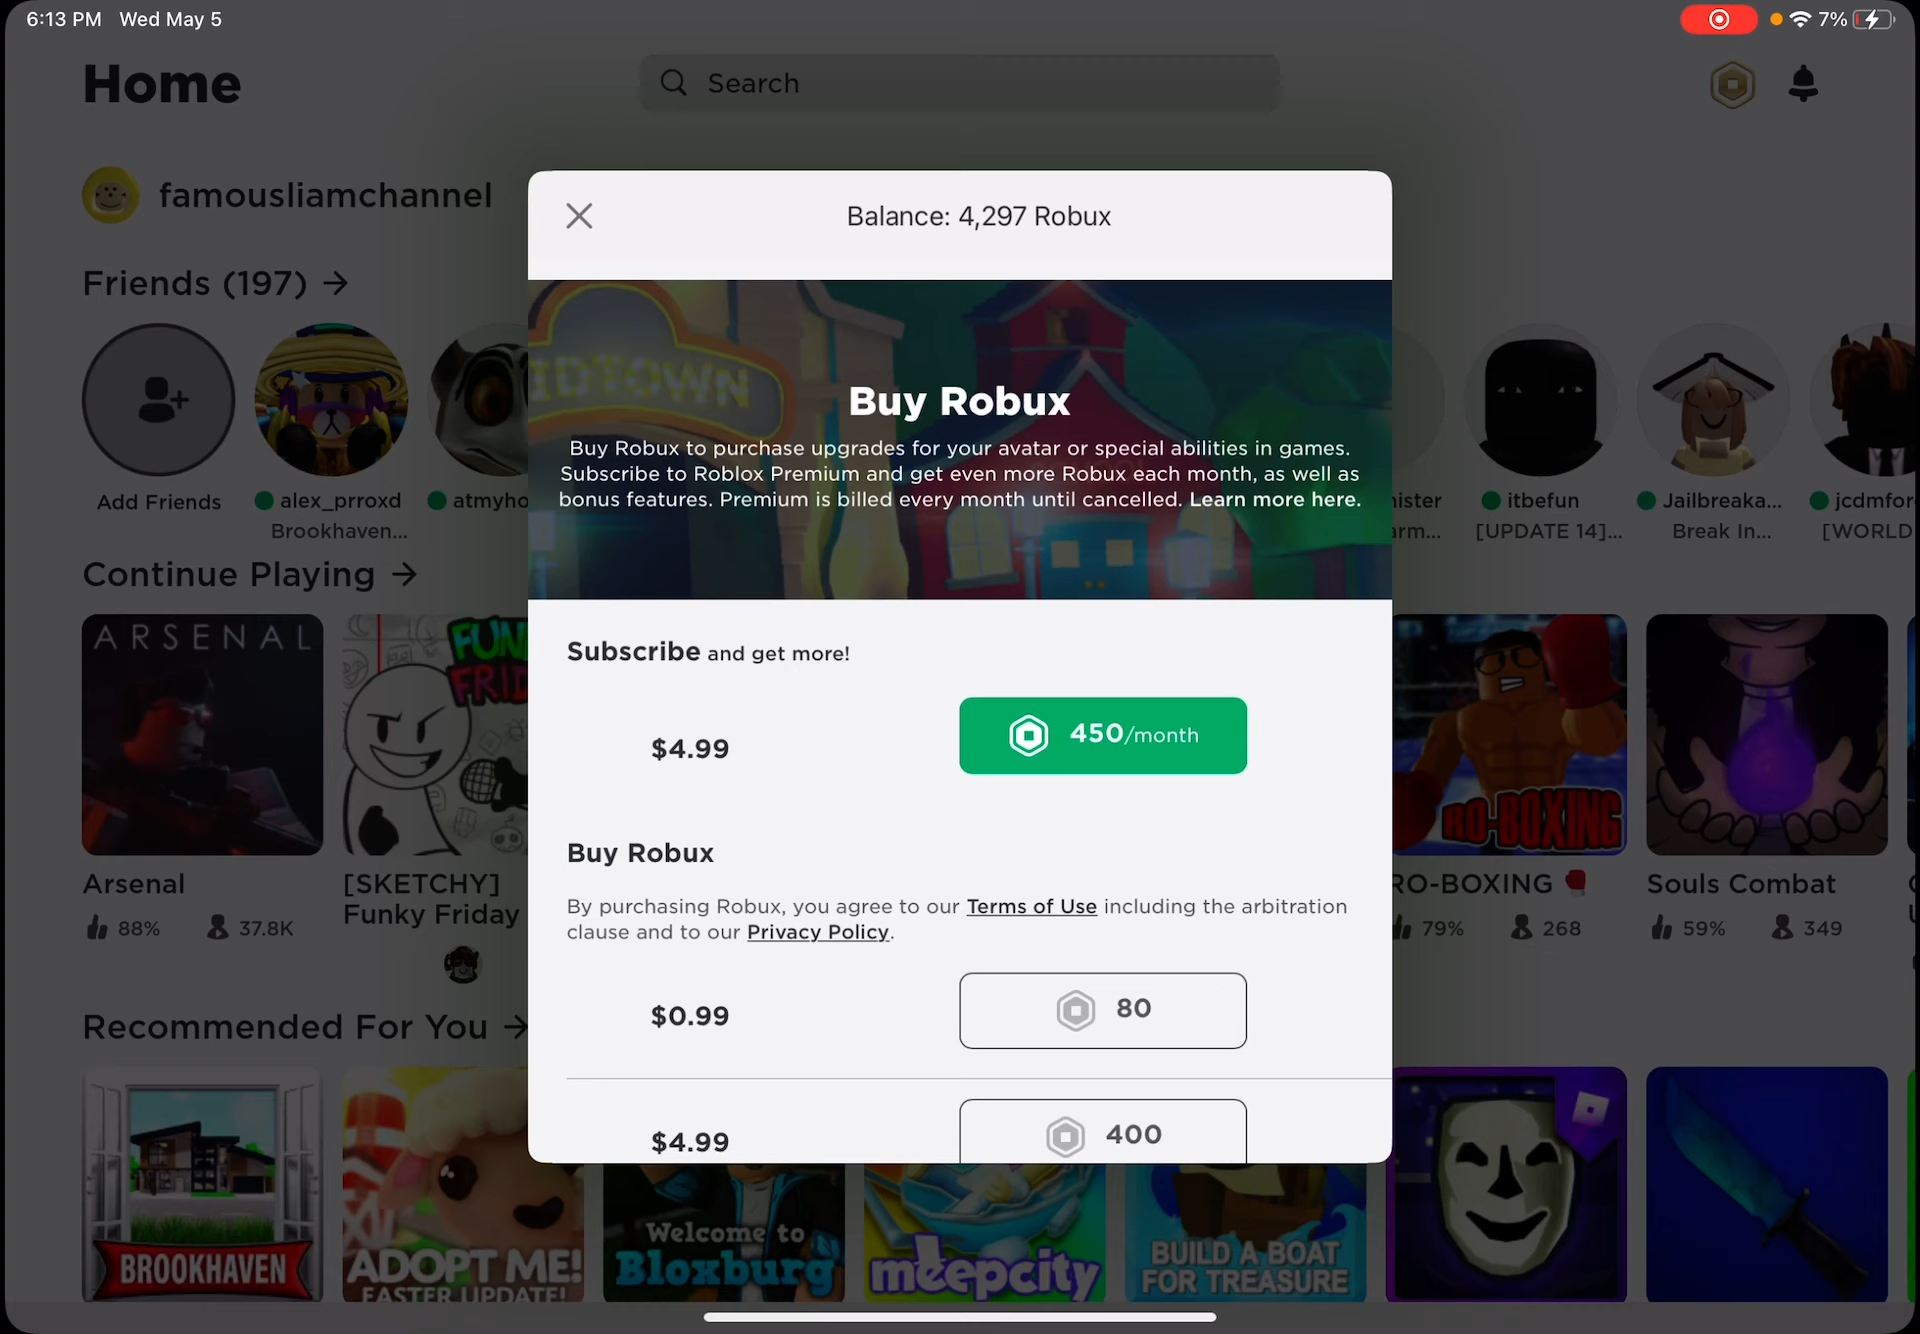 6:13 PM Wed May 5
7%
Home
Search
famousliamchannel
Balance: 4,297 Robux
Friends (197) →
IDTOWN
Buy Robux
Buy Robux to purchase upgrades for your avatar or special abilities in games.
Subscribe to Roblox Premium and get even more Robux each month, as well as
bonus features. Premium is billed every month until cancelled. Learn more here.
Add Friends
alex_prroxd
atmyho
nister
itbefun
Jailbreaka...
jcdmfor
Brookhaven...
arm...
[UPDATE 14]...
Break In...
[WORLD
Continue Playing →
ARSENAL
FUN
FRID
Subscribe and get more!
$4.99
450/month
RO-BOXING
Buy Robux
Arsenal
[SKETCHY]
Funky Friday
RO-BOXING 🥊
Souls Combat
88%
37.8K
79%
268
59%
349
By purchasing Robux, you agree to our Terms of Use including the arbitration
clause and to our Privacy Policy.
$0.99
80
Recommended For You →
$4.99
400
BROOKHAVEN
ADOPT ME!
EASTER UPDATE!
Welcome to
Bloxburg
meepcity
BUILD A BOAT
FOR TREASURE